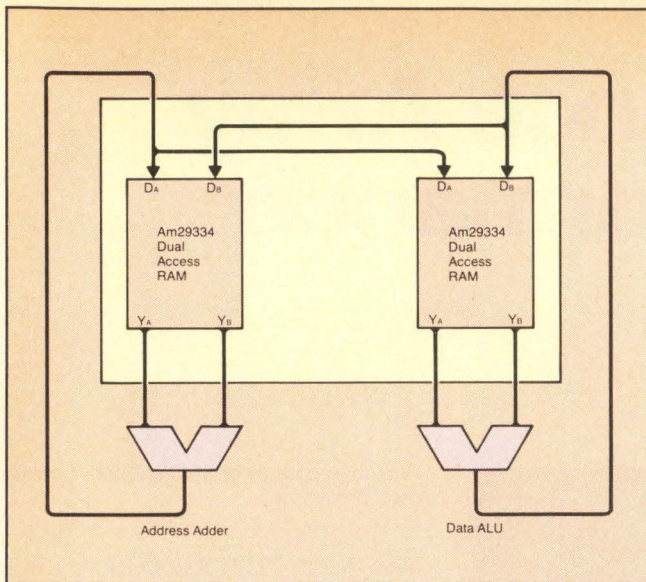 DA DB
Am29334
Dual
Access
RAM
YA YB
DA DB
Am29334
Dual
Access
RAM
YA YB
Address Adder
Data ALU